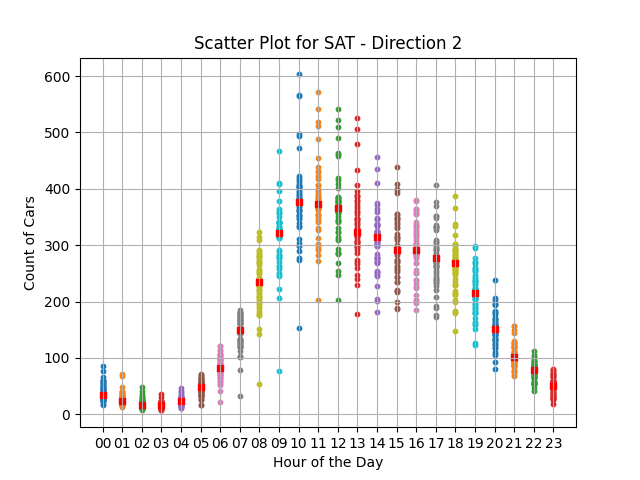 Scatter Plot for SAT - Direction 2
Count of Cars
600
500
400
300
200
100
0
00 01 02 03 04 05 06 07 08 09 10 11 12 13 14 15 16 17 18 19 20 21 22 23
Hour of the Day